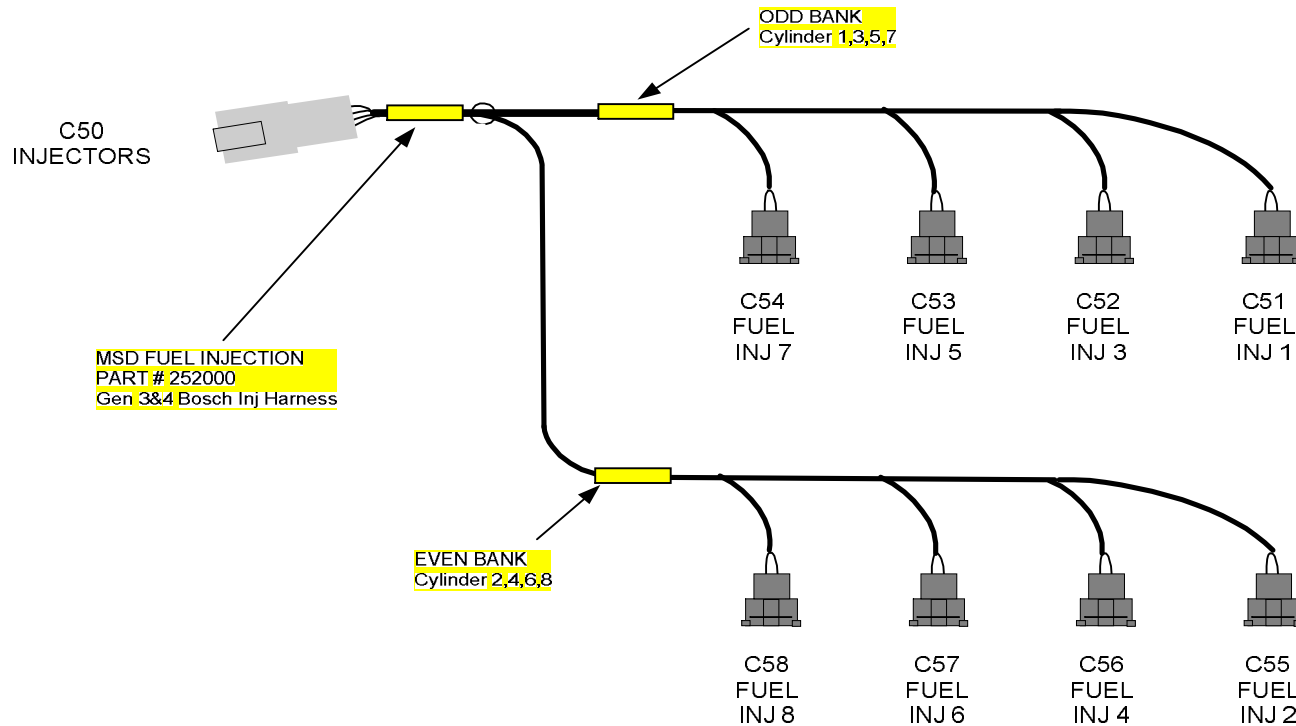 ODD BANK
Cylinder 1,3,5,7
C50
INJECTORS
C54
FUEL
INJ 7
C53
FUEL
INJ 5
C52
FUEL
INJ 3
C51
FUEL
INJ 1
MSD FUEL INJECTION
PART # 252000
Gen 3&4 Bosch Inj Harness
EVEN BANK
Cylinder 2,4,6,8
C58
FUEL
INJ 8
C57
FUEL
INJ 6
C56
FUEL
INJ 4
C55
FUEL
INJ 2